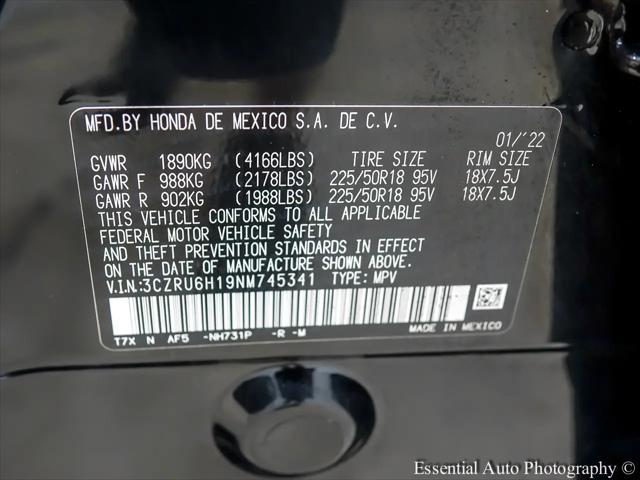 MFD.BY HONDA DE MEXICO S.A. DE C.V.
01/'22
GVWR 1890KG (4166LBS) TIRE SIZE RIM SIZE
GAWR F 988KG (2178LBS) 225/50R18 95V 18X7.5J
GAWR R 902KG (1988LBS) 225/50R18 95V 18X7.5J
THIS VEHICLE CONFORMS TO ALL APPLICABLE
FEDERAL MOTOR VEHICLE SAFETY
AND THEFT PREVENTION STANDARDS IN EFFECT
ON THE DATE OF MANUFACTURE SHOWN ABOVE.
V.I.N:3CZRU6H19NM745341 TYPE: MPV
T7X N AF5 -NH731P -R -M MADE IN MEXICO
Essential Auto Photography ©